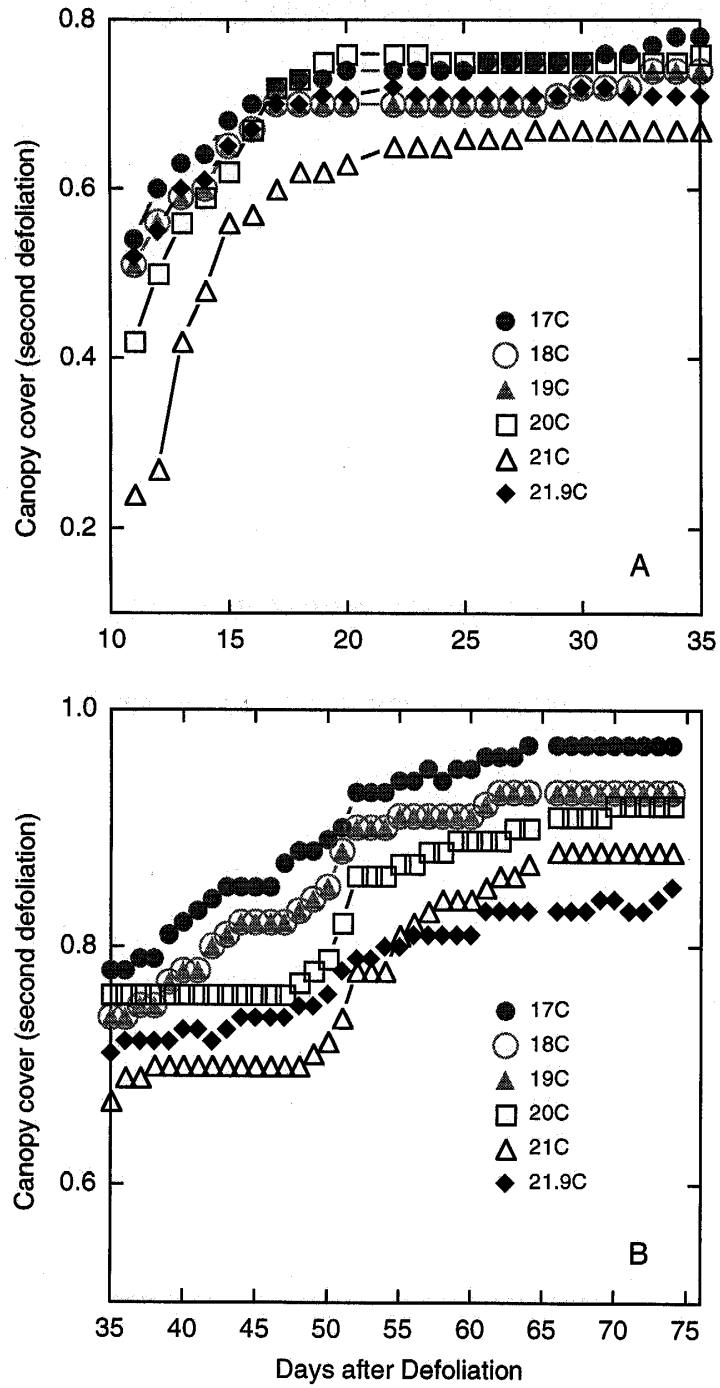 0.8
0.6
0.4
0.2
Canopy cover (second defoliation)
17C
18C
19C
20C
21C
21.9C
A
10 15 20 25 30 35
1.0
0.8
0.6
Canopy cover (second defoliation)
17C
18C
19C
20C
21C
21.9C
B
35 40 45 50 55 60 65 70 75
Days after Defoliation